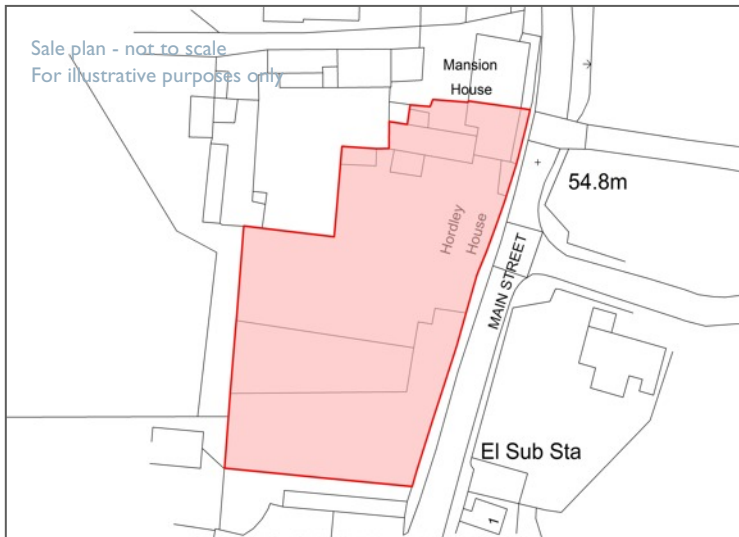 Sale plan - not to scale
For illustrative purposes only
Mansion
House
54.8m
Hordley
House
MAIN STREET
El Sub Sta
1